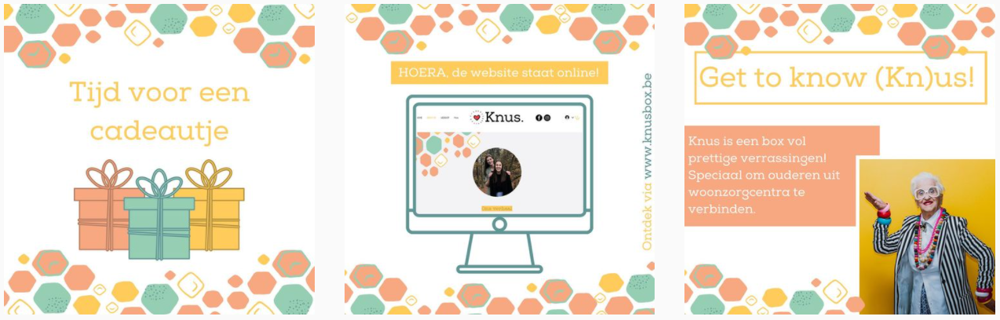 Tijd voor een
cadeautje
HOERA, de website staat online!
Knus.
Ontdek via www.knusbox.be
Get to know (Kn)us!
Knus is een box vol
prettige verrassingen!
Speciaal om ouderen uit
woonzorgcentra te
verbinden.